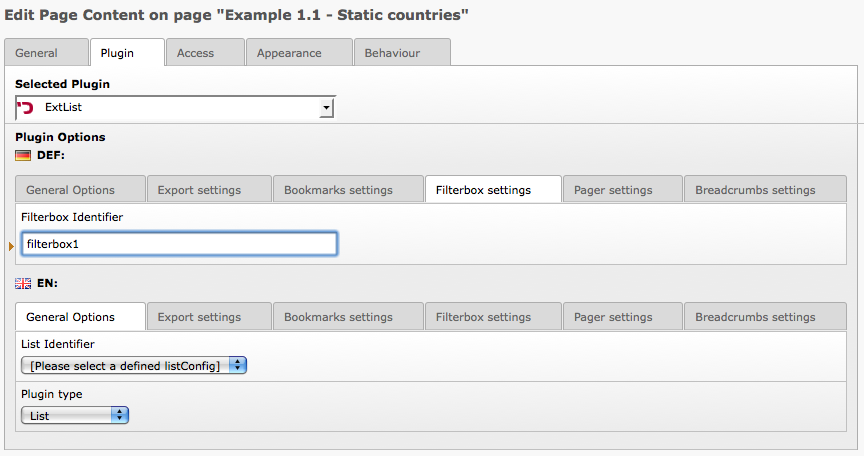 Edit Page Content on page "Example 1.1 - Static countries"
General Plugin Access Appearance Behaviour
Selected Plugin
ExtList
Plugin Options
DEF:
General Options Export settings Bookmarks settings Filterbox settings Pager settings Breadcrumbs settings
Filterbox Identifier
filterbox1
EN:
General Options Export settings Bookmarks settings Filterbox settings Pager settings Breadcrumbs settings
List Identifier
[Please select a defined listConfig]
Plugin type
List